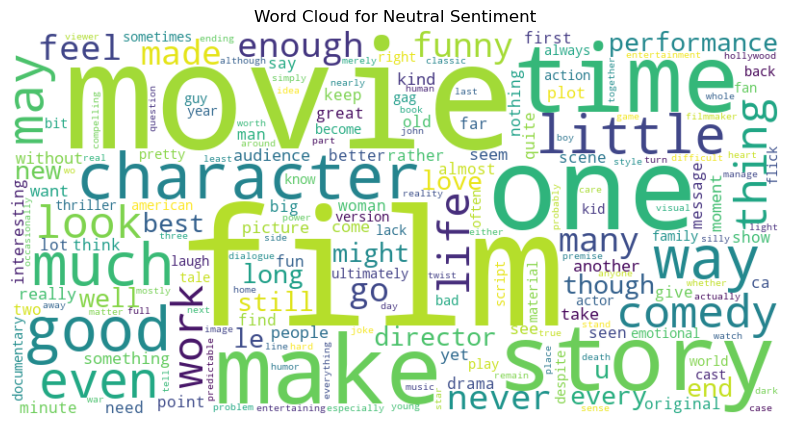 Word Cloud for Neutral Sentiment
viewer ending sometimes although say simply idea merely nearly classic enough made right human last funny first always hollywood entertainment performance
feel movie time
may compelling question guy year kind keep gag book nothing action plot together back fan whole
bit worth around man great become part old john far quite little game filmmaker thing
without real pretty least audience better rather seem scene boy style turn difficult heart flick
new wo character know love almost one reality care manage
interesting occasionally want thriller american woman often probably kid message moment visual light
look best big power version come life either many premise silly show
lot think picture lack might twist family another anyone ca
much three side fun laugh tale ultimately go script material way
really well film long dialogue home day bad though whether actually
two away mostly matter full still find next work actor give take
good image line hard people director see true stand seen emotional watch
documentary something telling joke le yet play place comedy
even predictable humor everything make drama story death despite u world cast end dark
minute need war point problem entertaining music especially young star remain never sense every original case